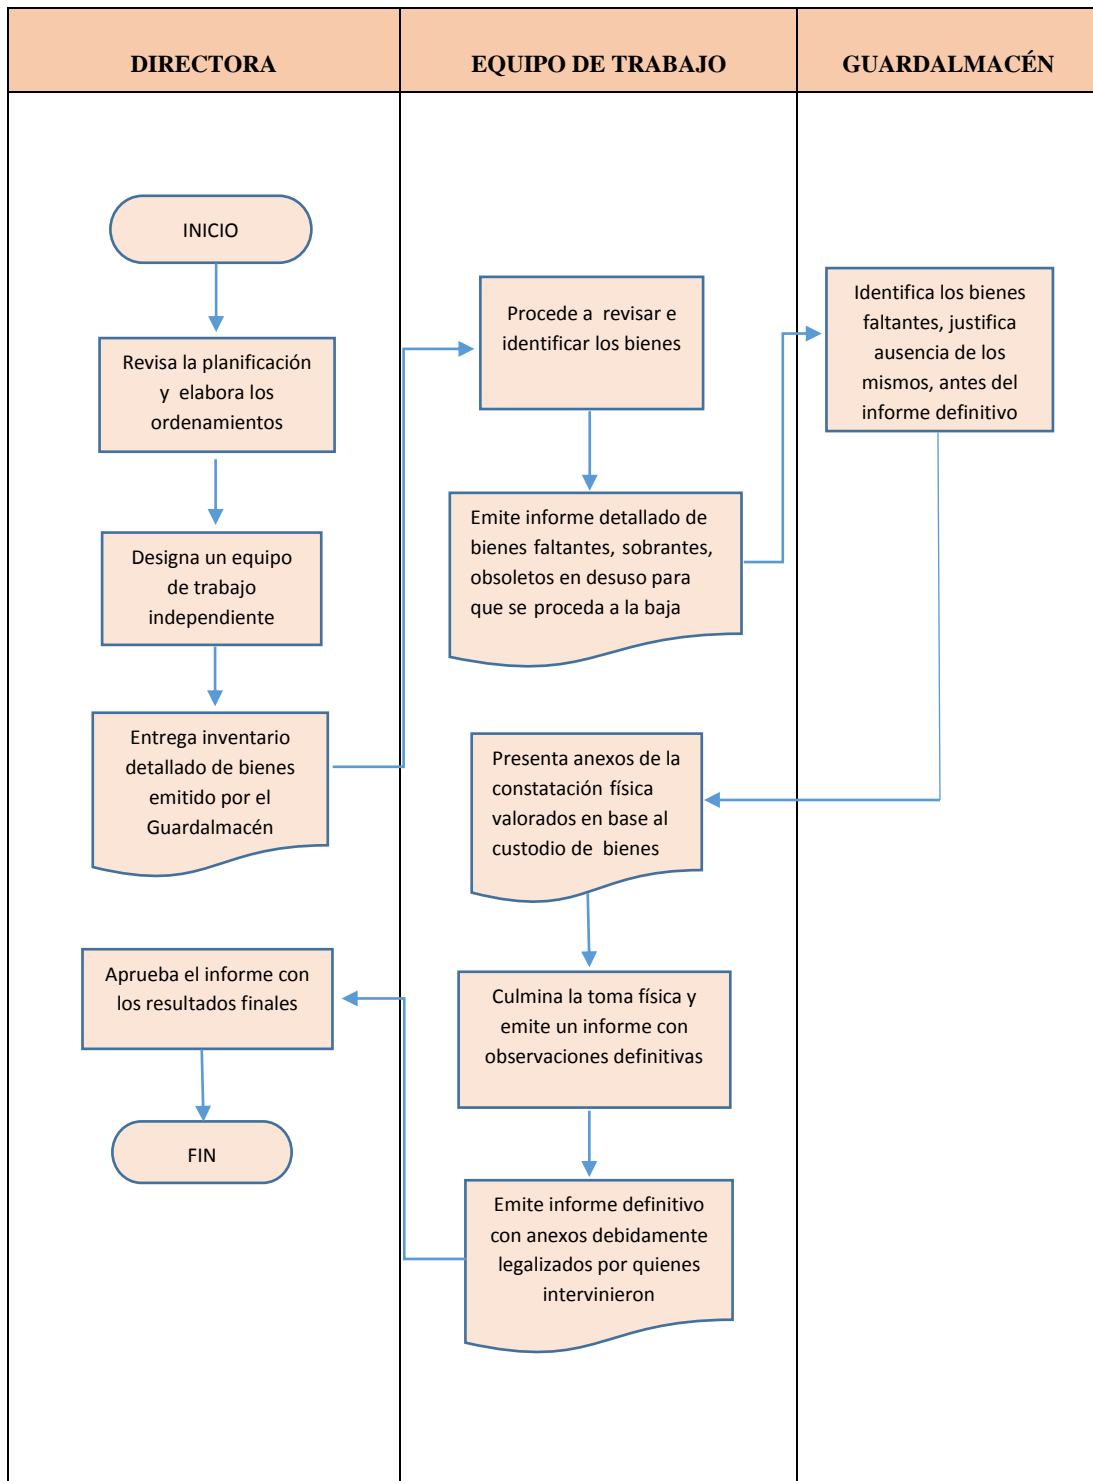 DIRECTORA
EQUIPO DE TRABAJO
GUARDALMACÉN
INICIO
Revisa la planificación
y elabora los
ordenamientos
Designa un equipo
de trabajo
independiente
Entrega inventario
detallado de bienes
emitido por el
Guardalmacén
Procede a revisar e
identificar los bienes
Emite informe detallado de
bienes faltantes, sobrantes,
obsoletos en desuso para
que se proceda a la baja
Identifica los bienes
faltantes, justifica
ausencia de los
mismos, antes del
informe definitivo
Presenta anexos de la
constatación física
valorados en base al
custodio de bienes
Culmina la toma física y
emite un informe con
observaciones definitivas
Emite informe definitivo
con anexos debidamente
legalizados por quienes
intervinieron
Aprueba el informe con
los resultados finales
FIN